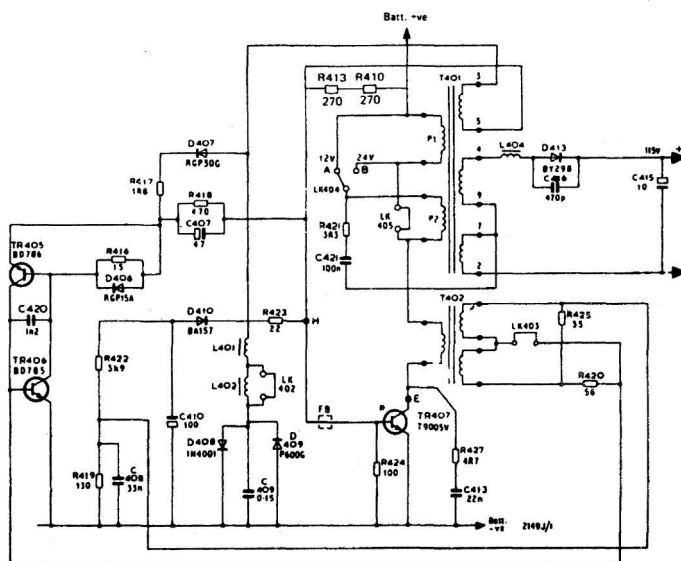 Batt. +ve
R413 R410
270 270
T401
3
5
D407
RGP30G
P1
L404
D413
BY298
115V
+
4
12V
24V
A
B
LK404
C415
10
470p
R417
1R8
R418
470
C407
47
9
7
2
LK
405
P2
R421
3R3
C421
100n
TR405
BD786
R416
15
D406
RGP15A
T402
C420
1n2
D410
BA157
R423
22
H
R425
35
LK403
L401
TR406
BD785
R422
3k9
L402
LK
402
R420
56
E
TR407
T9005V
FB
C410
100
D408
1N4001
D
409
P600G
R427
4R7
R419
130
C
408
33n
C
409
0·15
R424
100
C413
22n
Batt.
-ve
2149J/1